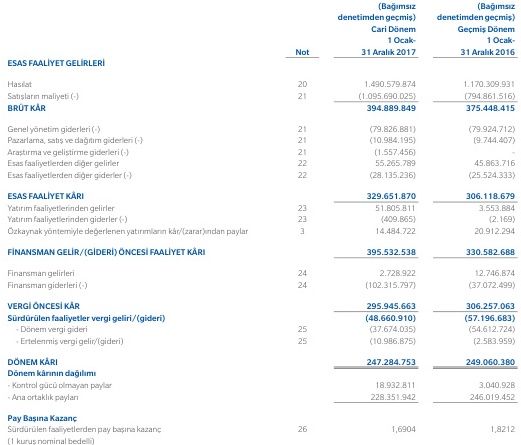 (Bağımsız (Bağımsız
denetimden geçmiş) denetimden geçmiş)
Cari Dönem Geçmiş Dönem
1 Ocak- 1 Ocak-
Not 31 Aralık 2017 31 Aralık 2016
ESAS FAALİYET GELİRLERİ
Hasılat 20 1.490.579.874 1.170.309.931
Satışların maliyeti (-) 21 (1.095.690.025) (794.861.516)
BRÜT KÂR 394.889.849 375.448.415
Genel yönetim giderleri (-) 21 (79.826.881) (79.924.712)
Pazarlama, satış ve dağıtım giderleri (-) 21 (10.984.195) (9.744.407)
Araştırma ve geliştirme giderleri (-) 21 (1.557.456) -
Esas faaliyetlerden diğer gelirler 22 55.265.789 45.863.716
Esas faaliyetlerden diğer giderler (-) 22 (28.135.236) (25.524.333)
ESAS FAALİYET KÂRI 329.651.870 306.118.679
Yatırım faaliyetlerinden gelirler 23 51.805.811 3.553.884
Yatırım faaliyetlerinden giderler (-) 23 (409.865) (2.169)
Özkaynak yöntemiyle değerlenen yatırımların kâr/(zarar)ından paylar 3 14.484.722 20.912.294
FİNANSMAN GELİR/(GİDERİ) ÖNCESİ FAALİYET KÂRI 395.532.538 330.582.688
Finansman gelirleri 24 2.728.922 12.746.874
Finansman giderleri (-) 24 (102.315.797) (37.072.499)
VERGİ ÖNCESİ KÂR 295.945.663 306.257.063
Sürdürülen faaliyetler vergi geliri/(gideri) (48.660.910) (57.196.683)
- Dönem vergi gideri 25 (37.674.035) (54.612.724)
- Ertelenmiş vergi gelir/(gideri) 25 (10.986.875) (2.583.959)
DÖNEM KÂRI 247.284.753 249.060.380
Dönem kârının dağılımı
- Kontrol gücü olmayan paylar 18.932.811 3.040.928
- Ana ortaklık payları 228.351.942 246.019.452
Pay Başına Kazanç
Sürdürülen faaliyetlerden pay başına kazanç 26 1,6904 1,8212
(1 kuruş nominal bedelli)